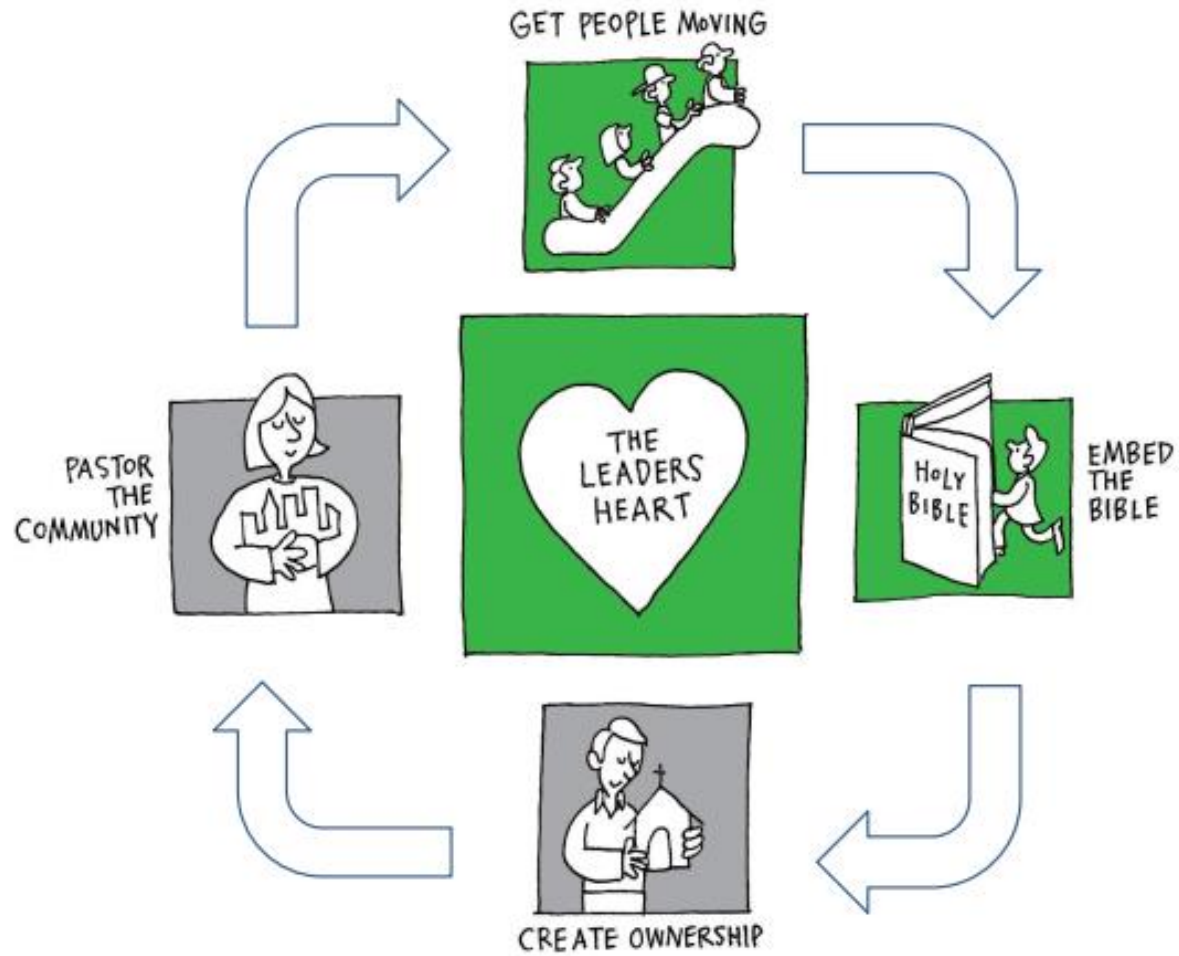 GET PEOPLE MOVING
THE
LEADERS
HEART
HOLY
BIBLE
EMBED
THE
BIBLE
PASTOR
THE
COMMUNITY
CREATE OWNERSHIP